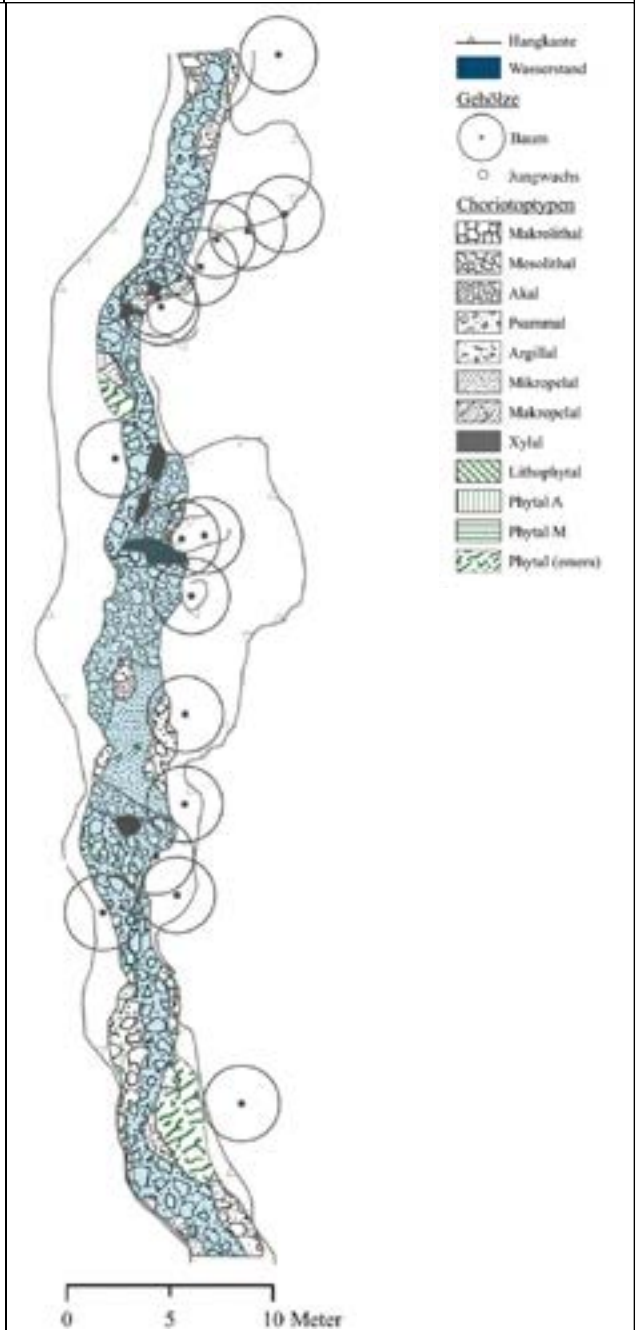 Hangkante
Wasserstand
Gehölze
Baum
Jungwuchs
Choriotoptypen
Makrolithal
Mesolithal
Akal
Psammal
Argillal
Mikropelal
Makropelal
Xylal
Lithophytal
Phytal A
Phytal M
Phytal (emers)
0 5 10 Meter